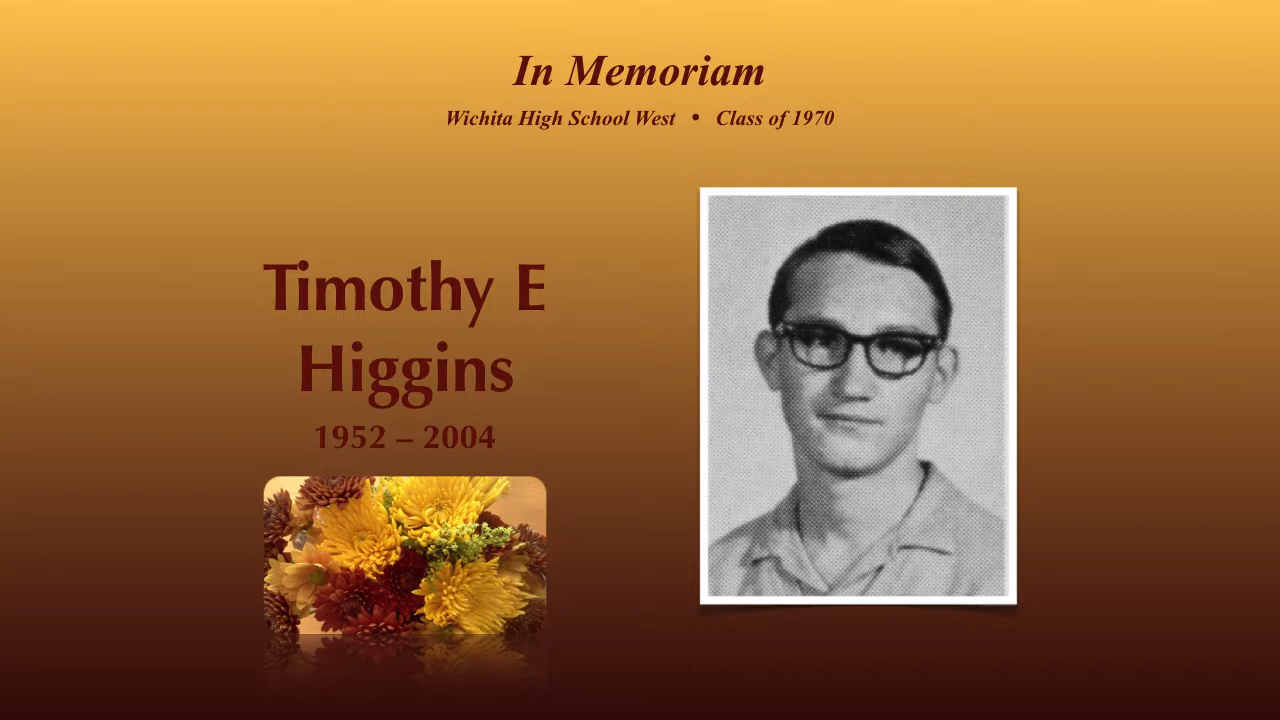 In Memoriam
Wichita High School West • Class of 1970
Timothy E
Higgins
1952 – 2004